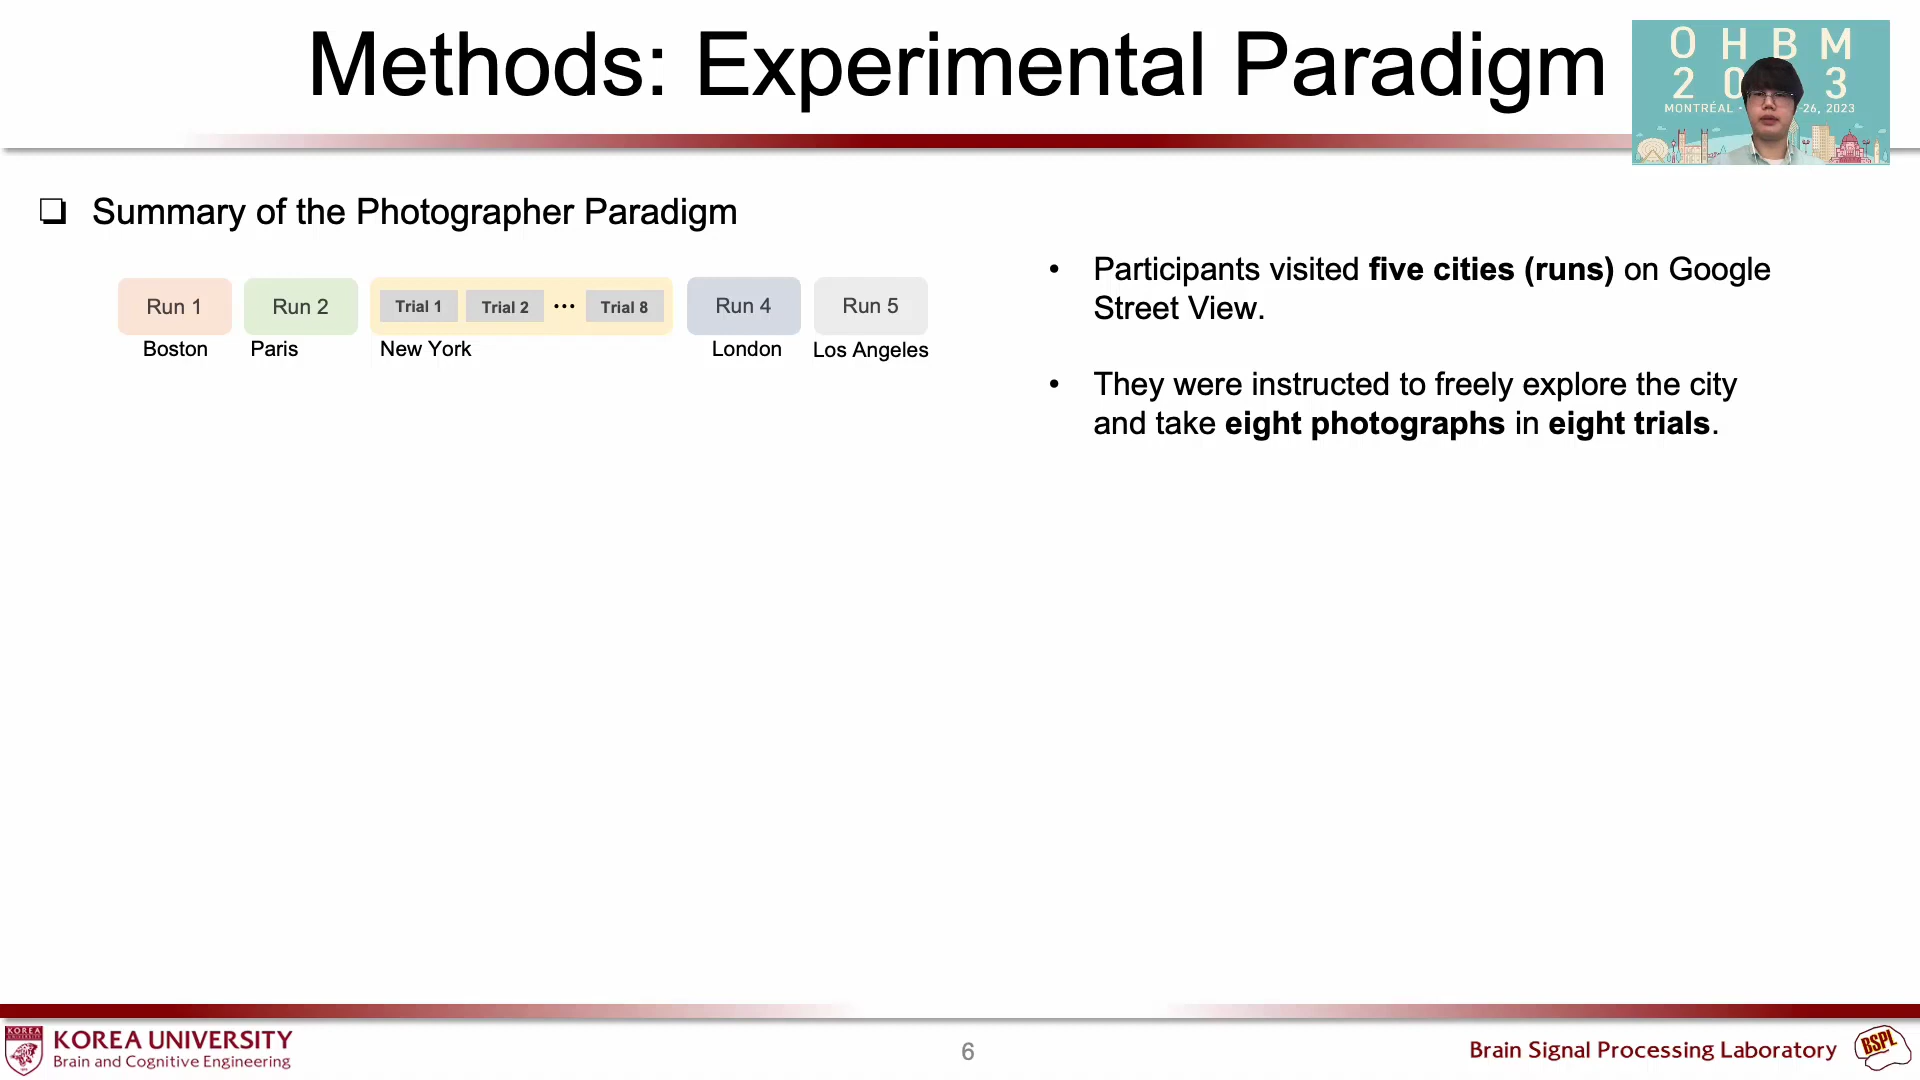 Methods: Experimental Paradigm
O H B M
2 0 3
MONTRÉAL - -26, 2023
❏ Summary of the Photographer Paradigm
Run 1
Run 2
Trial 1 Trial 2 ••• Trial 8
Run 4
Run 5
Boston
Paris
New York
London
Los Angeles
• Participants visited five cities (runs) on Google
Street View.
• They were instructed to freely explore the city
and take eight photographs in eight trials.
KOREA
KOREA UNIVERSITY
Brain and Cognitive Engineering
6
Brain Signal Processing Laboratory
BSPL